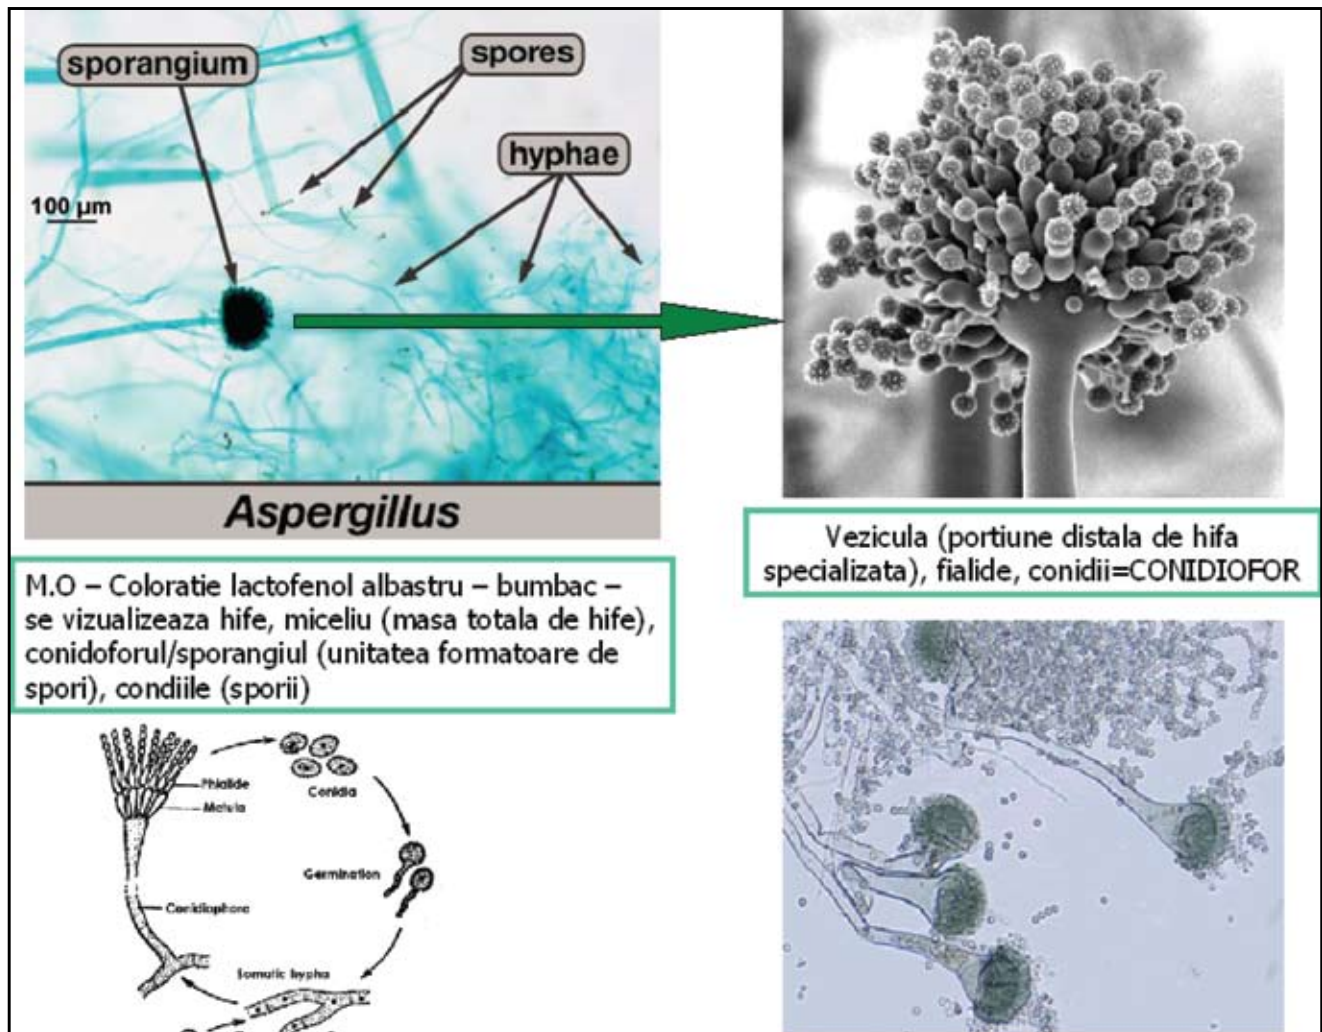 sporangium
spores
hyphae
100 µm
Aspergillus
Vezicula (portiune distala de hifa
specializata), fialide, conidii=CONIDIOFOR
M.O – Coloratie lactofenol albastru – bumbac –
se vizualizeaza hife, miceliu (masa totala de hife),
conidoforul/sporangiul (unitatea formatoare de
spori), condiile (sporii)
Phialide
Metula
Conidia
Germination
Conidiophore
Somatic hypha